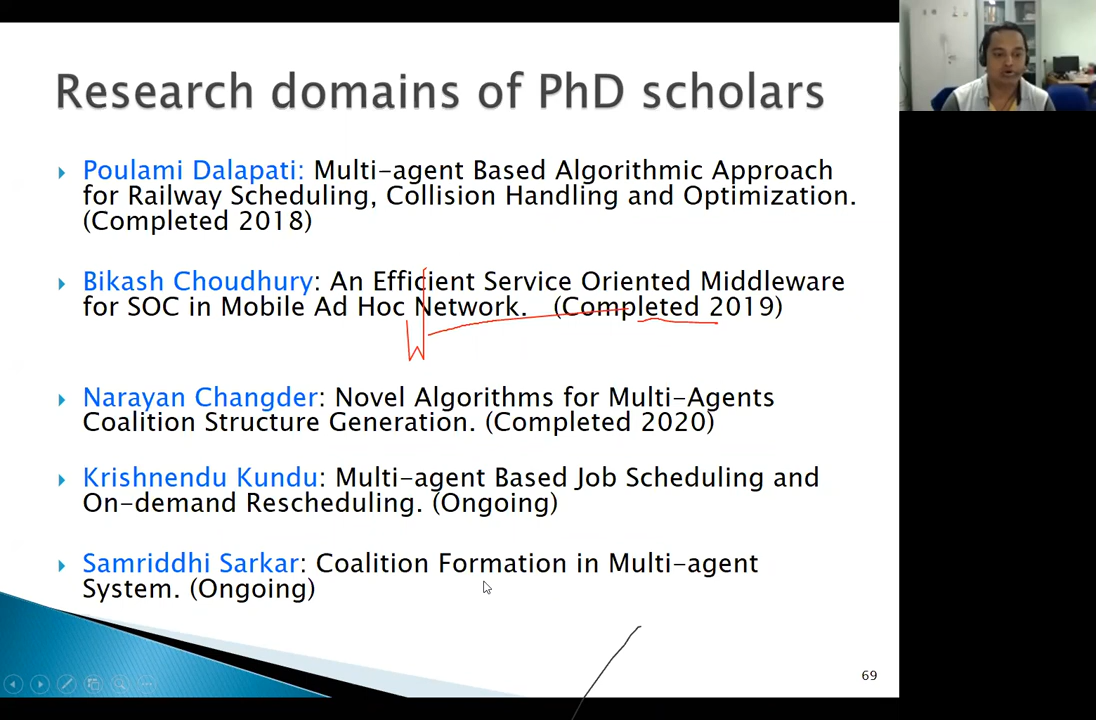 Research domains of PhD scholars
Poulami Dalapati: Multi-agent Based Algorithmic Approach
for Railway Scheduling, Collision Handling and Optimization.
(Completed 2018)
Bikash Choudhury: An Efficient Service Oriented Middleware
for SOC in Mobile Ad Hoc Network. (Completed 2019)
Narayan Changder: Novel Algorithms for Multi-Agents
Coalition Structure Generation. (Completed 2020)
Krishnendu Kundu: Multi-agent Based Job Scheduling and
On-demand Rescheduling. (Ongoing)
Samriddhi Sarkar: Coalition Formation in Multi-agent
System. (Ongoing)
69